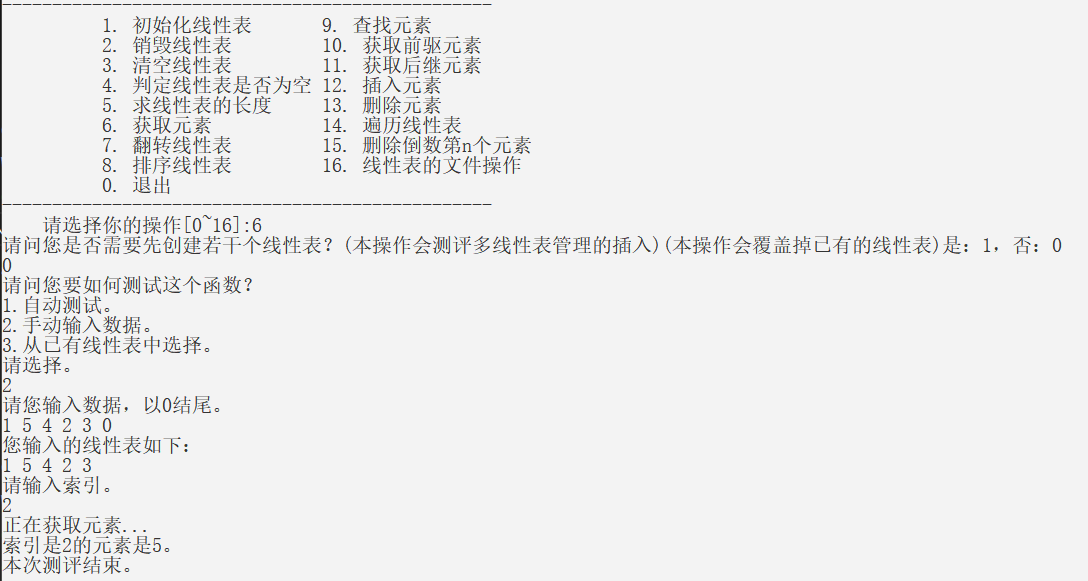 -------------------------------------------------
1. 初始化线性表 9. 查找元素
2. 销毁线性表 10. 获取前驱元素
3. 清空线性表 11. 获取后继元素
4. 判定线性表是否为空 12. 插入元素
5. 求线性表的长度 13. 删除元素
6. 获取元素 14. 遍历线性表
7. 翻转线性表 15. 删除倒数第n个元素
8. 排序线性表 16. 线性表的文件操作
0. 退出
-------------------------------------------------
请选择你的操作[0~16]:6
请问您是否需要先创建若干个线性表？(本操作会测评多线性表管理的插入)(本操作会覆盖掉已有的线性表)是：1，否：0
0
请问您要如何测试这个函数？
1.自动测试。
2.手动输入数据。
3.从已有线性表中选择。
请选择。
2
请您输入数据，以0结尾。
1 5 4 2 3 0
您输入的线性表如下：
1 5 4 2 3
请输入索引。
2
正在获取元素...
索引是2的元素是5。
本次测评结束。